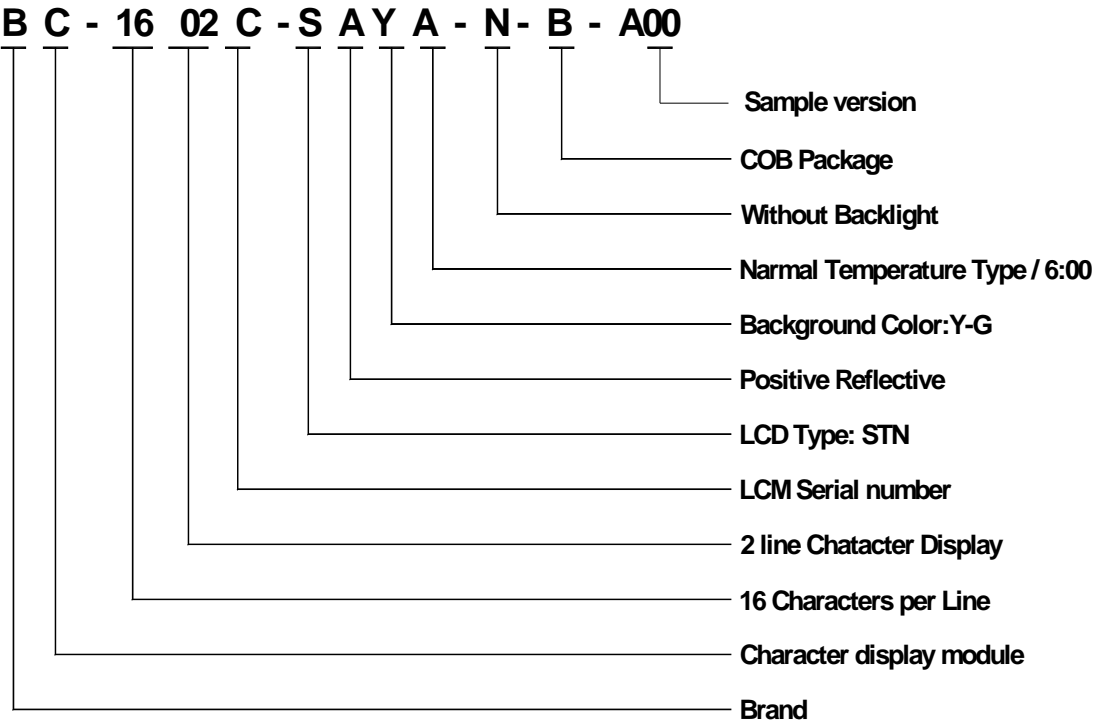 B C - 16 02 C - S A Y A - N - B - A00
Sample version
COB Package
Without Backlight
Narmal Temperature Type / 6:00
Background Color:Y-G
Positive Reflective
LCD Type: STN
LCM Serial number
2 line Chatacter Display
16 Characters per Line
Character display module
Brand